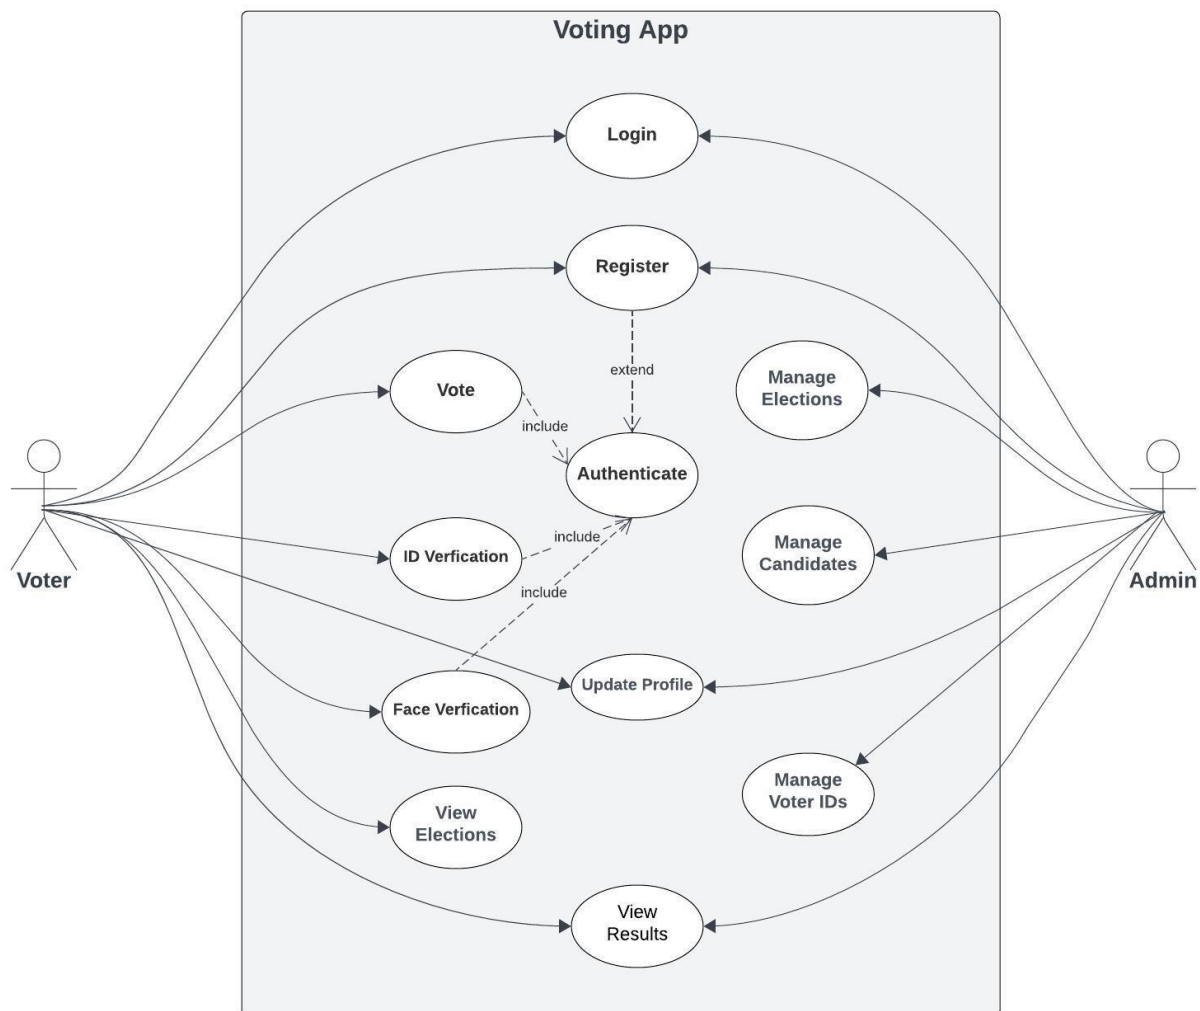 Voting App
Login
Register
extend
Vote
include
Manage
Elections
Authenticate
ID Verfication
include
Manage
Candidates
Voter
Admin
include
Update Profile
Face Verfication
Manage
Voter IDs
View
Elections
View
Results